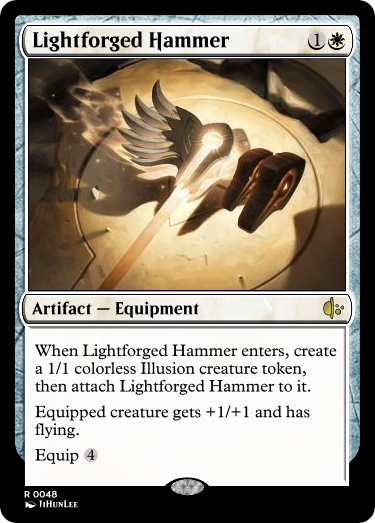 Lightforged Hammer 1
Artifact — Equipment
When Lightforged Hammer enters, create
a 1/1 colorless Illusion creature token,
then attach Lightforged Hammer to it.
Equipped creature gets +1/+1 and has
flying.
Equip 4
R 0048
JiHunLee